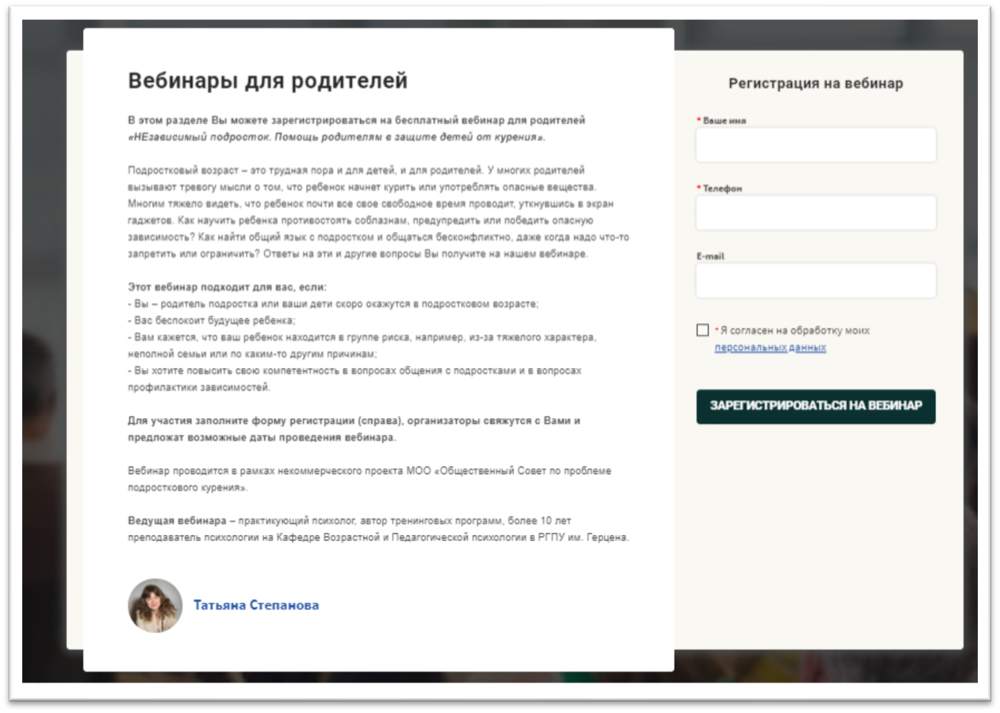 Вебинары для родителей
В этом разделе Вы можете зарегистрироваться на бесплатный вебинар для родителей
«НЕзависимый подросток. Помощь родителям в защите детей от курения».
Подростковый возраст – это трудная пора и для детей, и для родителей. У многих родителей
вызывают тревогу мысли о том, что ребенок начнет курить или употреблять опасные вещества.
Многим тяжело видеть, что ребенок почти все свое свободное время проводит, уткнувшись в экран
гаджетов. Как научить ребенка противостоять соблазнам, предупредить или победить опасную
зависимость? Как найти общий язык с подростком и общаться бесконфликтно, даже когда надо что-то
запретить или ограничить? Ответы на эти и другие вопросы Вы получите на нашем вебинаре.
Этот вебинар подходит для вас, если:
- Вы – родитель подростка или ваши дети скоро окажутся в подростковом возрасте;
- Вас беспокоит будущее ребенка;
- Вам кажется, что ваш ребенок находится в группе риска, например, из-за тяжелого характера,
неполной семьи или по каким-то другим причинам;
- Вы хотите повысить свою компетентность в вопросах общения с подростками и в вопросах
профилактики зависимостей.
Для участия заполните форму регистрации (справа), организаторы свяжутся с Вами и
предложат возможные даты проведения вебинара.
Вебинар проводится в рамках некоммерческого проекта МОО «Общественный Совет по проблеме
подросткового курения».
Ведущая вебинара – практикующий психолог, автор тренинговых программ, более 10 лет
преподаватель психологии на Кафедре Возрастной и Педагогической психологии в РГПУ им. Герцена.
Татьяна Степанова
Регистрация на вебинар
* Ваше имя
* Телефон
E-mail
* Я согласен на обработку моих
персональных данных
ЗАРЕГИСТРИРОВАТЬСЯ НА ВЕБИНАР